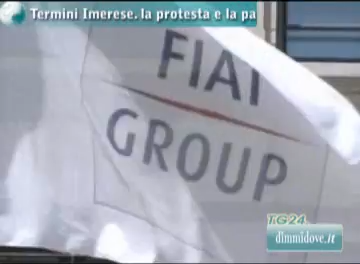 Termini Imerese. la protesta e la pa
FIAT
GROUP
TG24
dimmidove.it